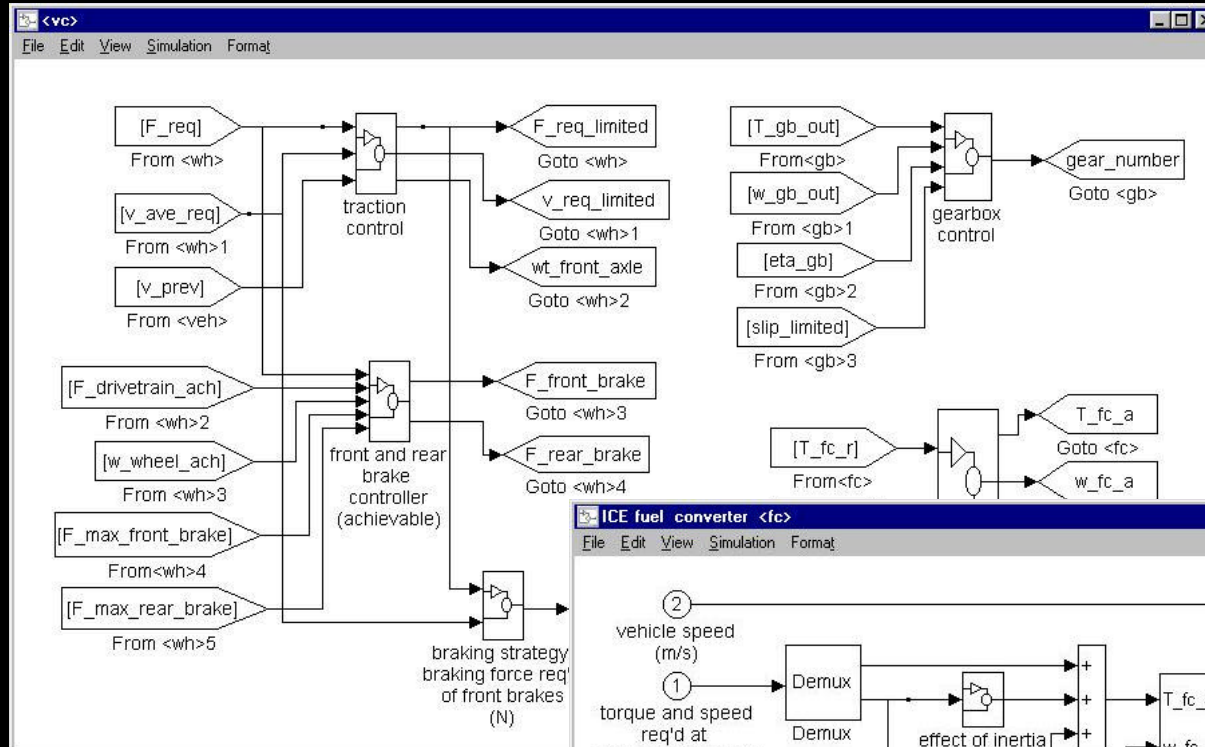 <vc>
File Edit View Simulation Format
[F_req]
From <wh>
[v_ave_req]
From <wh>1
[v_prev]
From <veh>
traction
control
F_req_limited
Goto <wh>
v_req_limited
Goto <wh>1
wt_front_axle
Goto <wh>2
[T_gb_out]
From<gb>
[w_gb_out]
From <gb>1
[eta_gb]
From <gb>2
[slip_limited]
From <gb>3
gearbox
control
gear_number
Goto <gb>
[F_drivetrain_ach]
From <wh>2
[w_wheel_ach]
From <wh>3
[F_max_front_brake]
From<wh>4
[F_max_rear_brake]
From <wh>5
front and rear
brake
controller
(achievable)
F_front_brake
Goto <wh>3
F_rear_brake
Goto <wh>4
[T_fc_r]
From<fc>
T_fc_a
Goto <fc>
w_fc_a
braking strategy
braking force req'
of front brakes
(N)
ICE fuel converter <fc>
File Edit View Simulation Format
2
vehicle speed
(m/s)
1
torque and speed
req'd at
Demux
Demux
effect of inertia
+
+
+
+
T_fc_